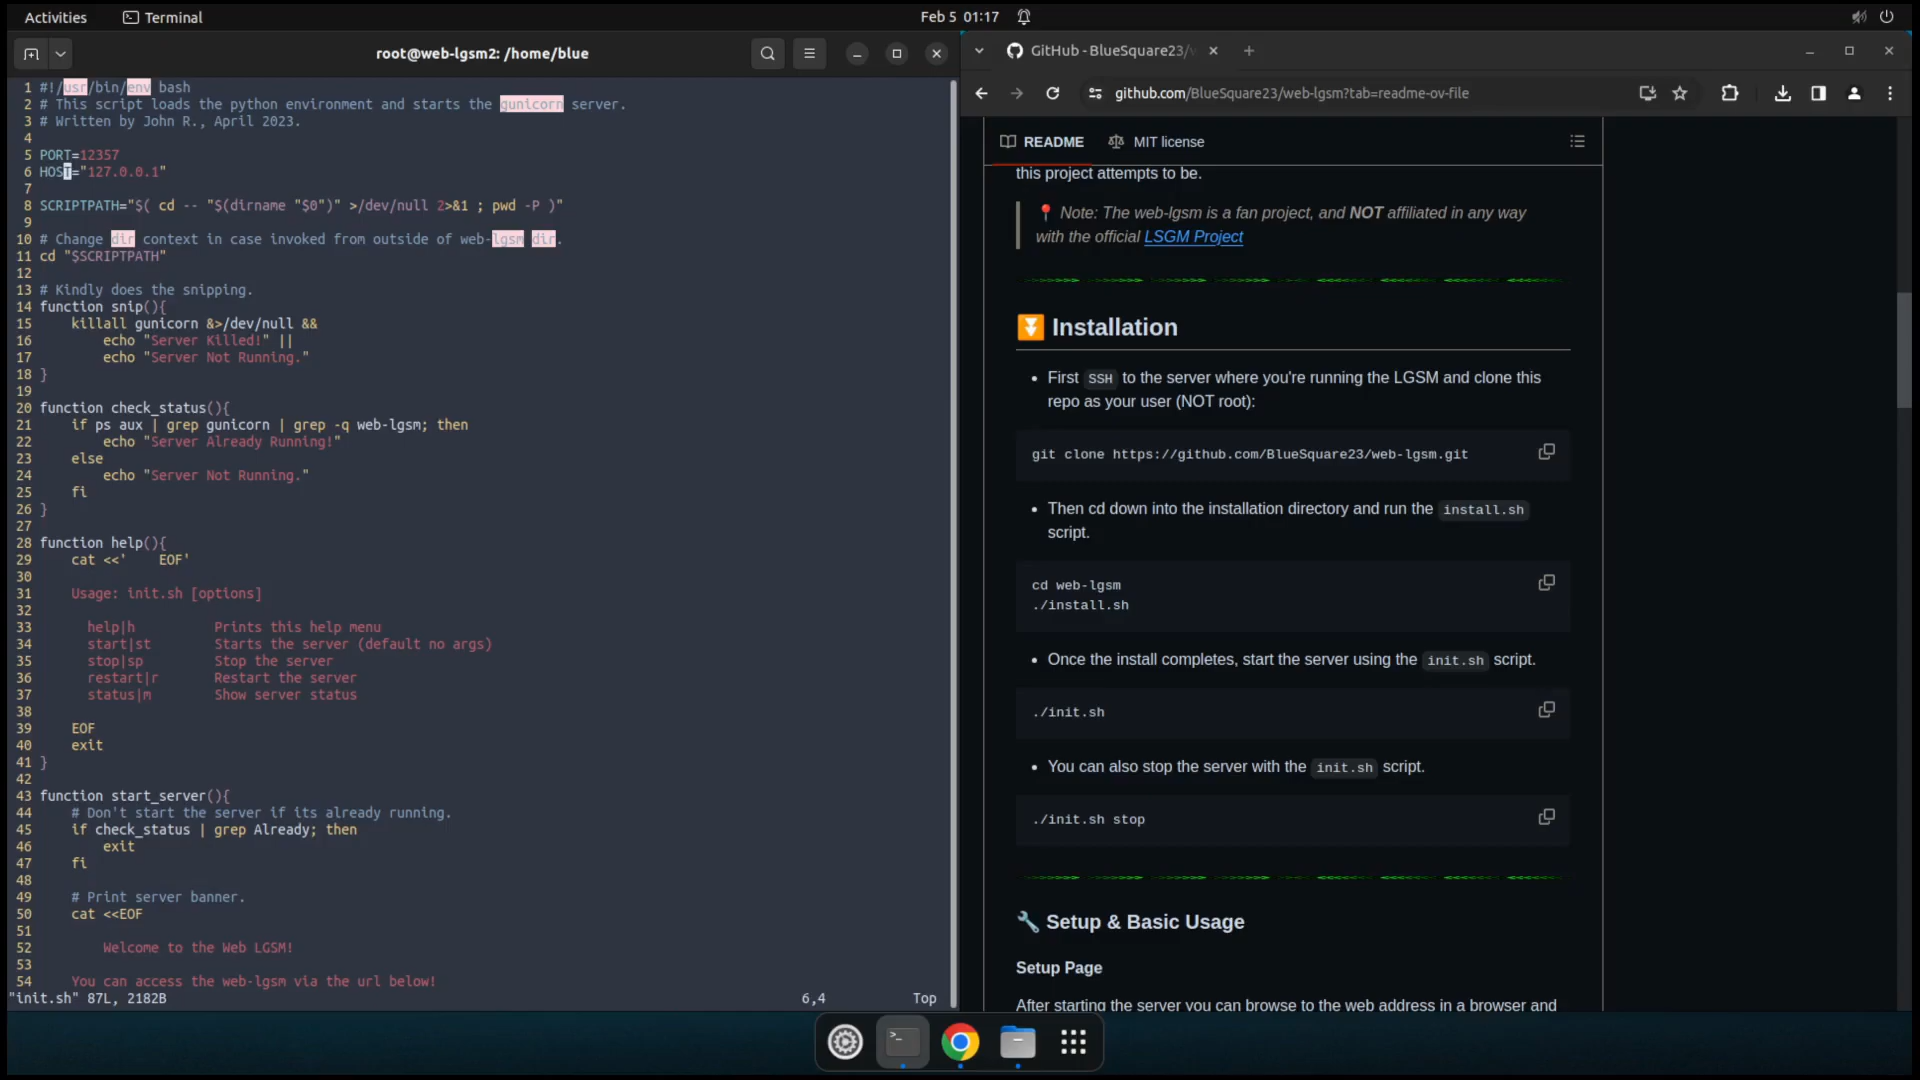 Activities
Terminal
Feb 5 01:17
root@web-lgsm2: /home/blue
1 #!/usr/bin/env bash
2 # This script loads the python environment and starts the gunicorn server.
3 # Written by John R., April 2023.
4
5 PORT=12357
6 HOST="127.0.0.1"
7
8 SCRIPTPATH="$( cd -- "$(dirname "$0")" >/dev/null 2>&1 ; pwd -P )"
9
10 # Change dir context in case invoked from outside of web-lgsm dir.
11 cd "$SCRIPTPATH"
12
13 # Kindly does the snipping.
14 function snip(){
15     killall gunicorn &>/dev/null &&
16         echo "Server Killed!" ||
17         echo "Server Not Running."
18 }
19
20 function check_status(){
21     if ps aux | grep gunicorn | grep -q web-lgsm; then
22         echo "Server Already Running!"
23     else
24         echo "Server Not Running."
25     fi
26 }
27
28 function help(){
29     cat <<'    EOF'
30
31     Usage: init.sh [options]
32
33       help|h          Prints this help menu
34       start|st        Starts the server (default no args)
35       stop|sp         Stop the server
36       restart|r       Restart the server
37       status|m        Show server status
38
39     EOF
40     exit
41 }
42
43 function start_server(){
44     # Don't start the server if its already running.
45     if check_status | grep Already; then
46         exit
47     fi
48
49     # Print server banner.
50     cat <<EOF
51
52         Welcome to the Web LGSM!
53
54     You can access the web-lgsm via the url below!
"init.sh" 87L, 2182B
6,4
Top
GitHub - BlueSquare23/
github.com/BlueSquare23/web-lgsm?tab=readme-ov-file
README
MIT license
this project attempts to be.
Note: The web-lgsm is a fan project, and NOT affiliated in any way
with the official LSGM Project
Installation
• First SSH to the server where you're running the LGSM and clone this
repo as your user (NOT root):
git clone https://github.com/BlueSquare23/web-lgsm.git
• Then cd down into the installation directory and run the install.sh
script.
cd web-lgsm
./install.sh
• Once the install completes, start the server using the init.sh script.
./init.sh
• You can also stop the server with the init.sh script.
./init.sh stop
Setup & Basic Usage
Setup Page
After starting the server you can browse to the web address in a browser and